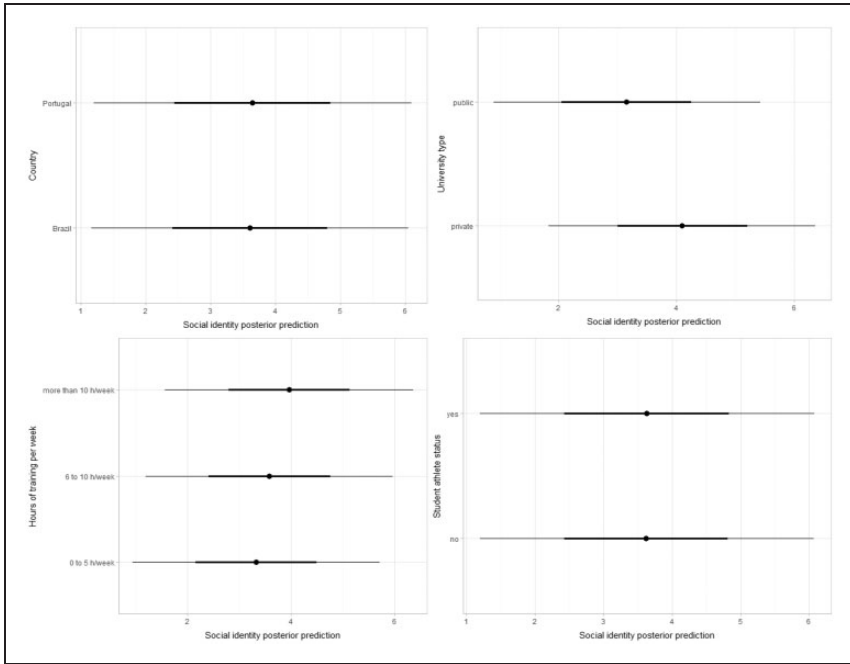 Country
Portugal
Brazil
1 2 3 4 5 6
Social identity posterior prediction
University type
public
private
2 4 6
Social identity posterior prediction
Hours of training per week
more than 10 h/week
6 to 10 h/week
0 to 5 h/week
2 4 6
Social identity posterior prediction
Student athlete status
yes
no
1 2 3 4 5 6
Social identity posterior prediction